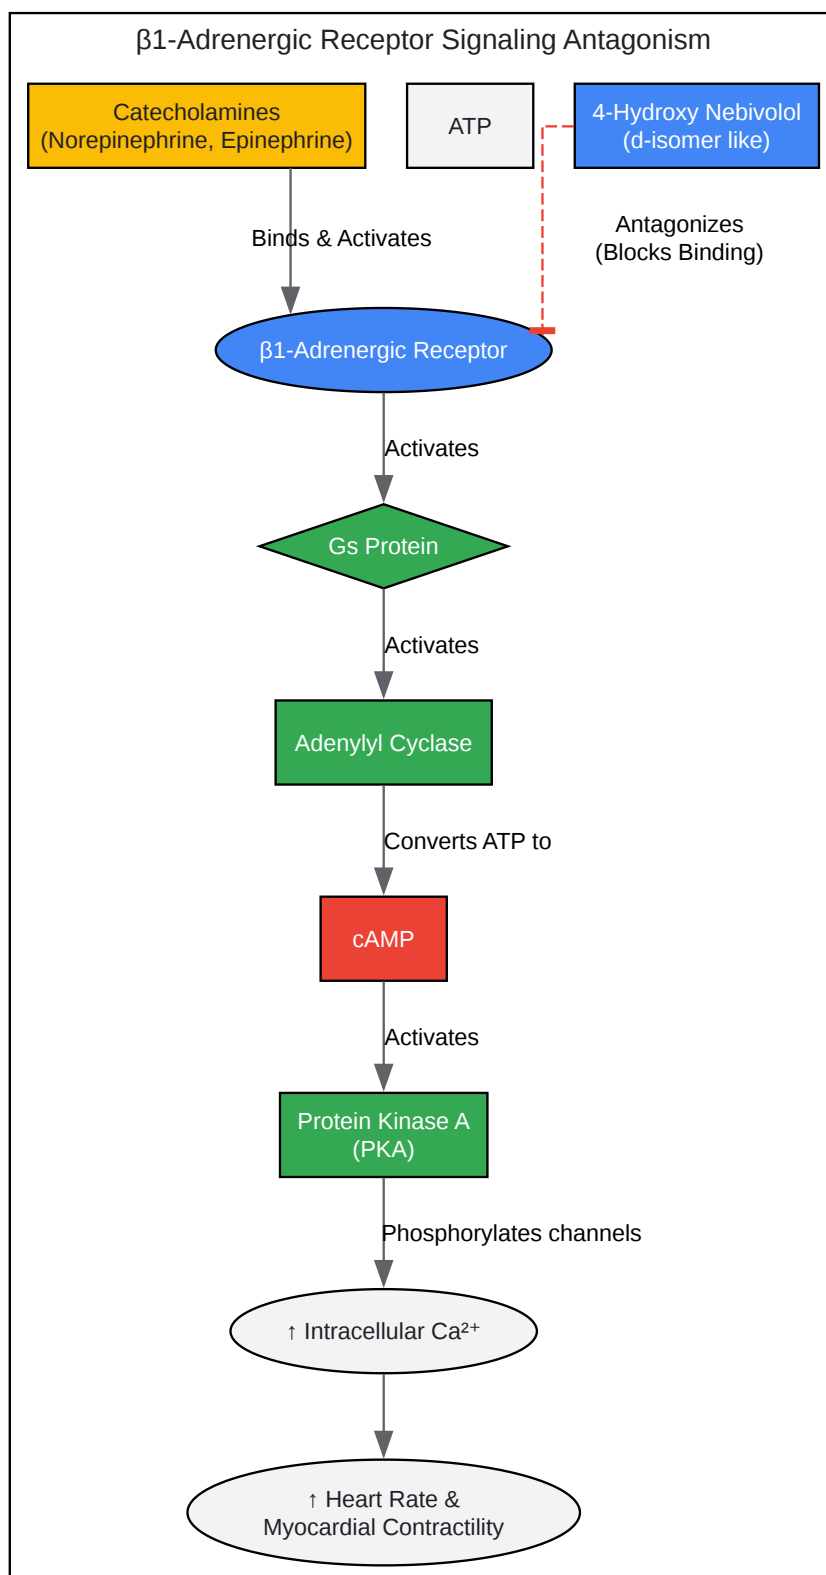 β1-Adrenergic Receptor Signaling Antagonism
Catecholamines
(Norepinephrine, Epinephrine)
ATP
4-Hydroxy Nebivolol
(d-isomer like)
Binds & Activates
Antagonizes
(Blocks Binding)
β1-Adrenergic Receptor
Activates
Gs Protein
Activates
Adenylyl Cyclase
Converts ATP to
cAMP
Activates
Protein Kinase A
(PKA)
Phosphorylates channels
↑ Intracellular Ca²⁺
↑ Heart Rate &
Myocardial Contractility